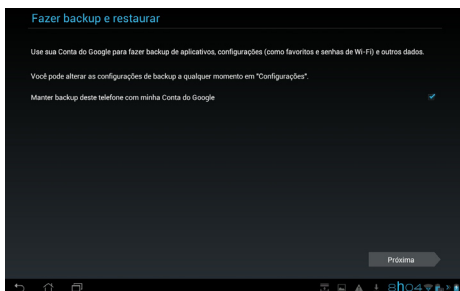 Fazer backup e restaurar
Use sua Conta do Google para fazer backup de aplicativos, configurações (como favoritos e senhas de Wi-Fi) e outros dados.
Você pode alterar as configurações de backup a qualquer momento em "Configurações".
Manter backup deste telefone com minha Conta do Google
Próxima
8h04